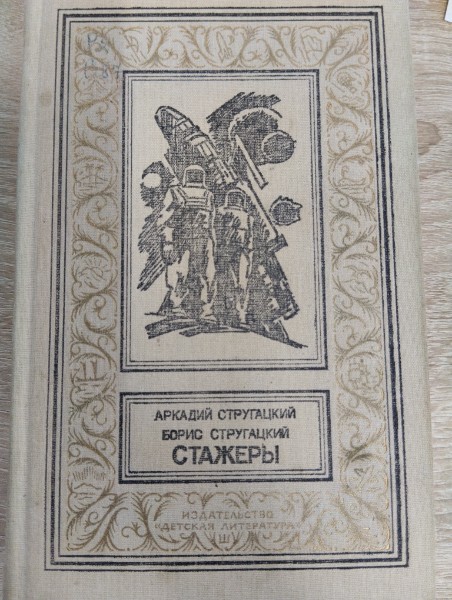 АРКАДИЙ СТРУГАЦКИЙ
БОРИС СТРУГАЦКИЙ
СТАЖЕРЫ
ИЗДАТЕЛЬСТВО
"ДЕТСКАЯ ЛИТЕРАТУРА"